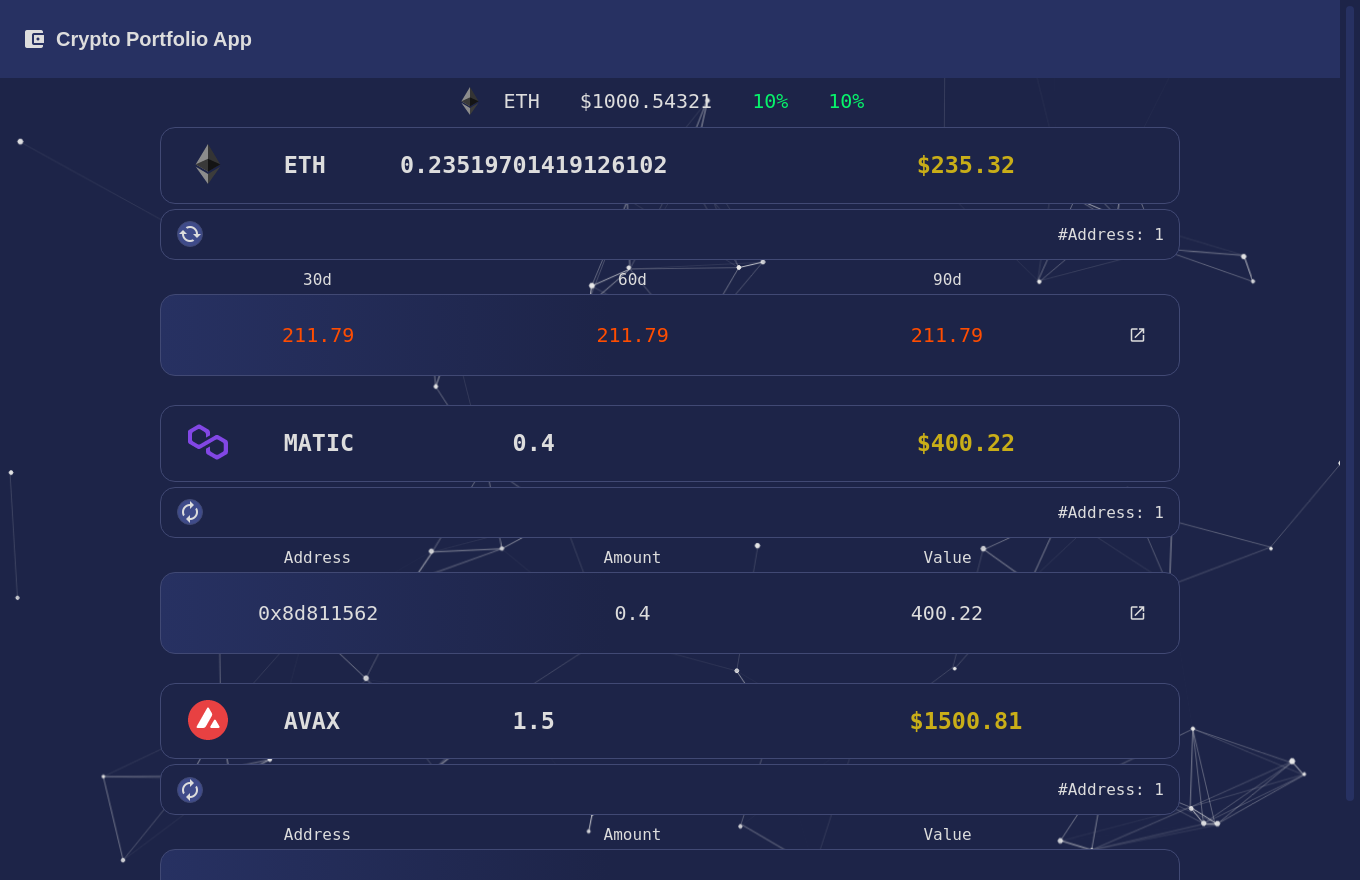 Crypto Portfolio App
ETH $1000.54321 10% 10%
ETH 0.23519701419126102 $235.32
#Address: 1
30d 60d 90d
211.79 211.79 211.79
MATIC 0.4 $400.22
#Address: 1
Address Amount Value
0x8d811562 0.4 400.22
AVAX 1.5 $1500.81
#Address: 1
Address Amount Value